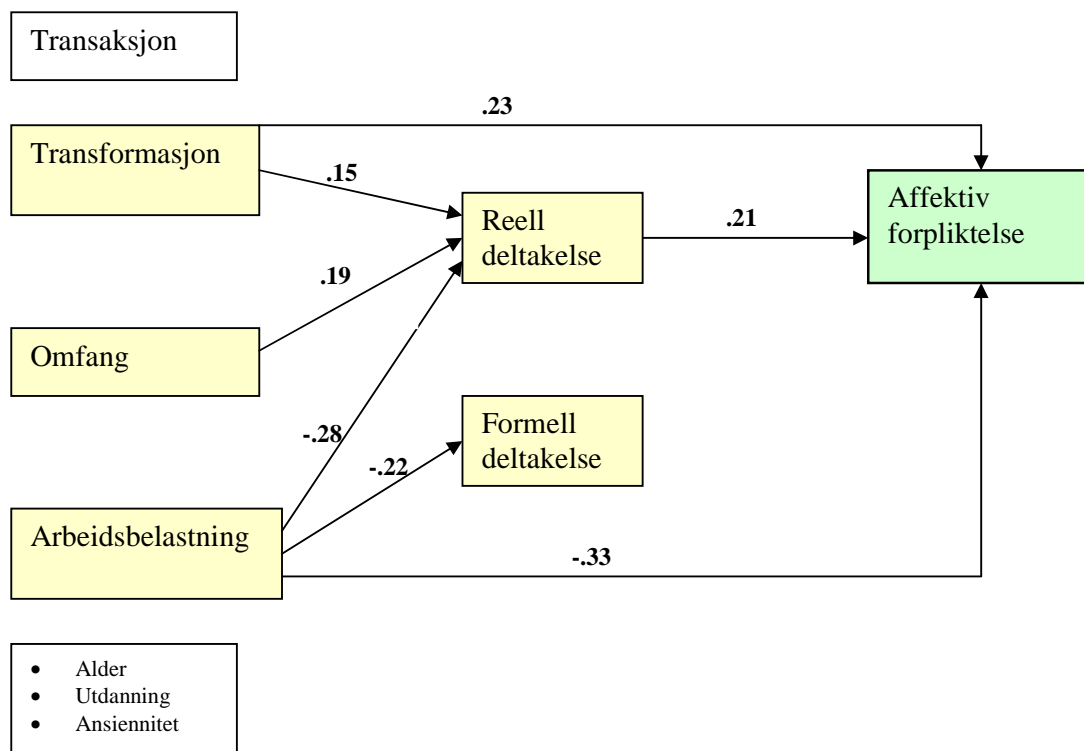 Transaksjon
.23
Transformasjon
.15
Reell
deltakelse
.21
Affektiv
forpliktelse
.19
Omfang
-.28
Formell
deltakelse
-.22
Arbeidsbelastning
-.33
• Alder
• Utdanning
• Ansiennitet